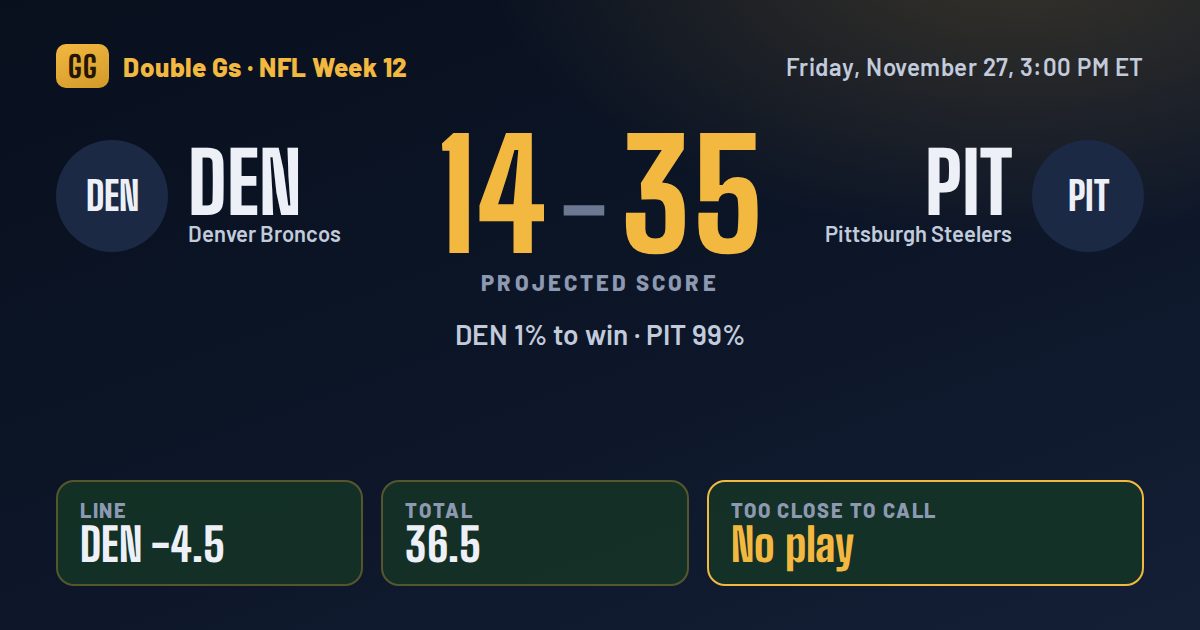 GG Double Gs · NFL Week 12
Friday, November 27, 3:00 PM ET
DEN
DEN
Denver Broncos
14 – 35
PIT
Pittsburgh Steelers
PIT
PROJECTED SCORE
DEN 1% to win · PIT 99%
LINE
DEN −4.5
TOTAL
36.5
TOO CLOSE TO CALL
No play